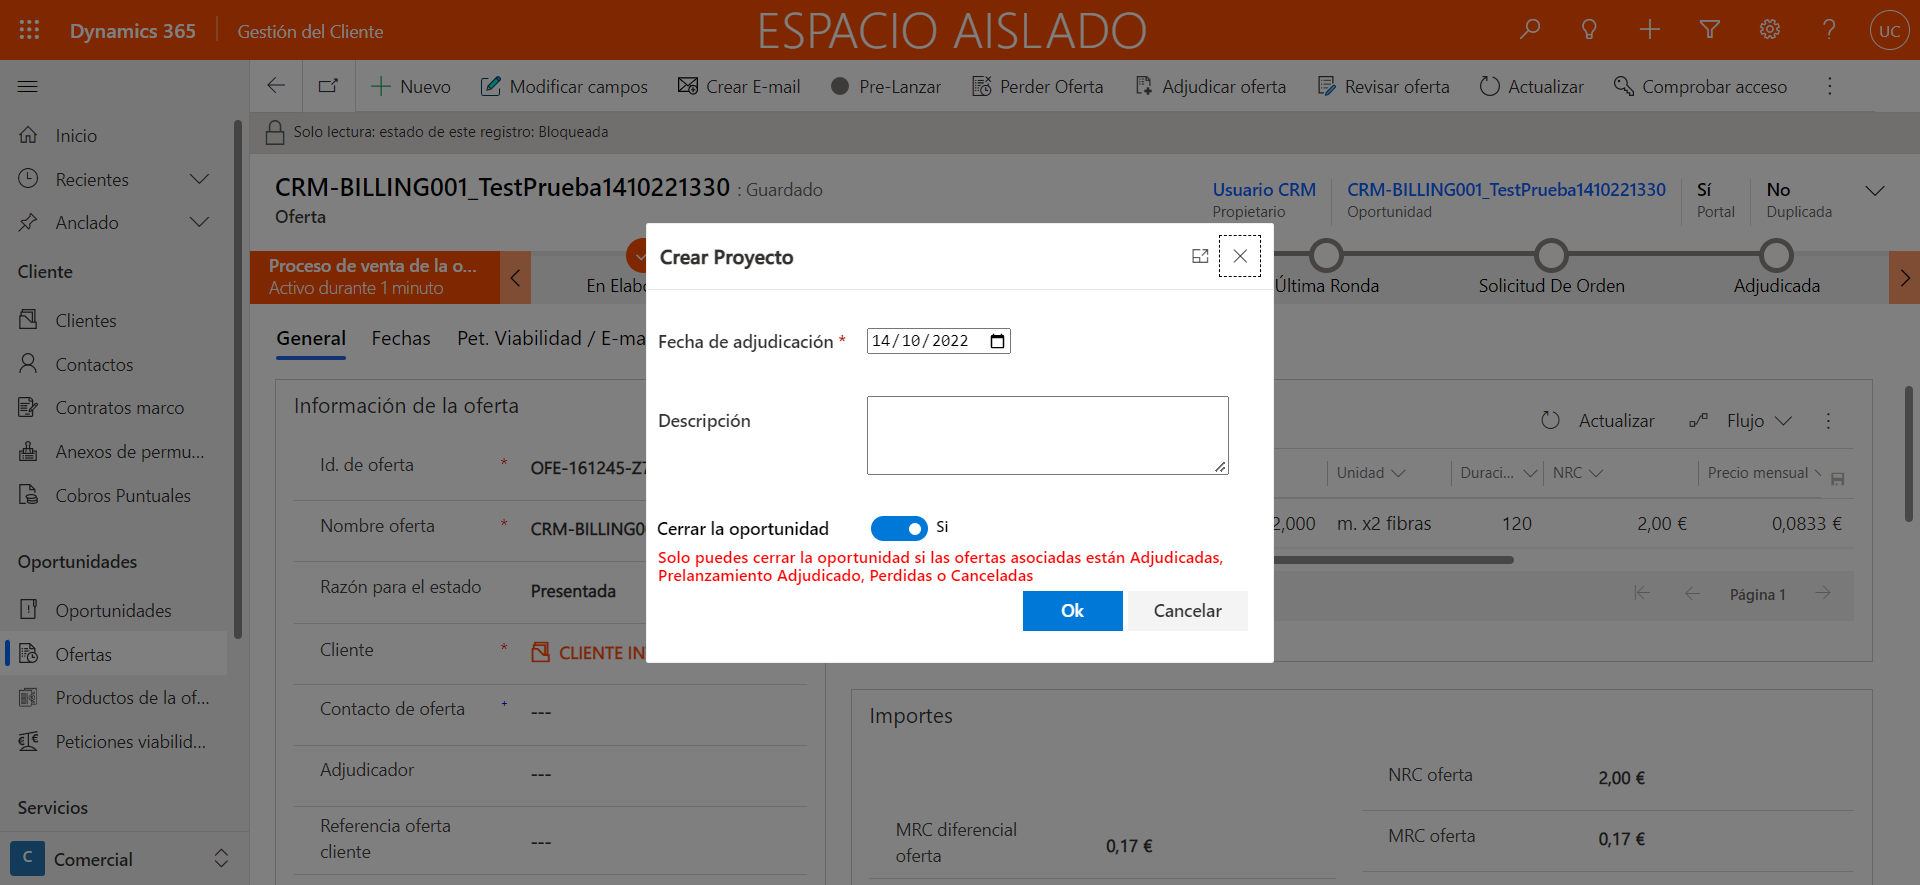 Dynamics 365
Gestión del Cliente
ESPACIO AISLADO
UC
Nuevo
Modificar campos
Crear E-mail
Pre-Lanzar
Perder Oferta
Adjudicar oferta
Revisar oferta
Actualizar
Comprobar acceso
Solo lectura: estado de este registro: Bloqueada
Inicio
Recientes
Anclado
Cliente
Clientes
Contactos
Contratos marco
Anexos de permu...
Cobros Puntuales
Oportunidades
Oportunidades
Ofertas
Productos de la of...
Peticiones viabilid...
Servicios
C
Comercial
CRM-BILLING001_TestPrueba1410221330 : Guardado
Oferta
Usuario CRM
Propietario
CRM-BILLING001_TestPrueba1410221330
Oportunidad
Sí
Portal
No
Duplicada
Proceso de venta de la o...
Activo durante 1 minuto
En Elabo
Última Ronda
Solicitud De Orden
Adjudicada
General
Fechas
Pet. Viabilidad / E-ma
Crear Proyecto
Fecha de adjudicación *
14/10/2022
Descripción
Cerrar la oportunidad
Si
Solo puedes cerrar la oportunidad si las ofertas asociadas están Adjudicadas,
Prelanzamiento Adjudicado, Perdidas o Canceladas
Ok
Cancelar
Información de la oferta
Id. de oferta
*
OFE-161245-Z7
Nombre oferta
*
CRM-BILLING0
Razón para el estado
Presentada
Cliente
*
CLIENTE IN
Contacto de oferta
+
---
Adjudicador
---
Referencia oferta
cliente
---
Actualizar
Flujo
Unidad
Duraci...
NRC
Precio mensual
2,000
m. x2 fibras
120
2,00 €
0,0833 €
Página 1
Importes
NRC oferta
2,00 €
MRC diferencial
oferta
0,17 €
MRC oferta
0,17 €